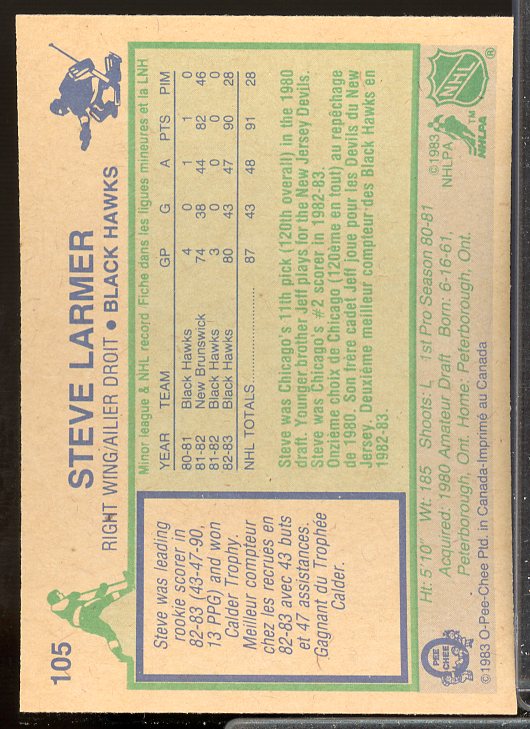 105
STEVE LARMER
RIGHT WING/AILIER DROIT • BLACK HAWKS
Steve was leading
rookie scorer in
82-83 (43-47-90,
13 PPG) and won
Calder Trophy.
Meilleur compteur
chez les recrues en
82-83 avec 43 buts
et 47 assistances.
Gagnant du Trophée
Calder.
Minor league & NHL record Fiche dans les ligues mineures et la LNH
YEAR TEAM GP G A PTS PIM
80-81 Black Hawks 4 0 1 1 0
81-82 New Brunswick 74 38 44 82 46
81-82 Black Hawks 3 0 0 0 0
82-83 Black Hawks 80 43 47 90 28
NHL TOTALS .......... 87 43 48 91 28
Steve was Chicago's 11th pick (120th overall) in the 1980
draft. Younger brother Jeff plays for the New Jersey Devils.
Steve was Chicago's #2 scorer in 1982-83.
Onzième choix de Chicago (120ème en tout) au repêchage
de 1980. Son frère cadet Jeff joue pour les Devils du New
Jersey. Deuxième meilleur compteur des Black Hawks en
1982-83.
Ht: 5'10" Wt: 185 Shoots: L 1st Pro Season 80-81
Acquired: 1980 Amateur Draft Born: 6-16-61,
Peterborough, Ont. Home: Peterborough, Ont.
©1983 O-Pee-Chee Ptd. in Canada-Imprimé au Canada
O
PEE
CHEE
©1983
NHLPA
NHL
®
TM
NHLPA